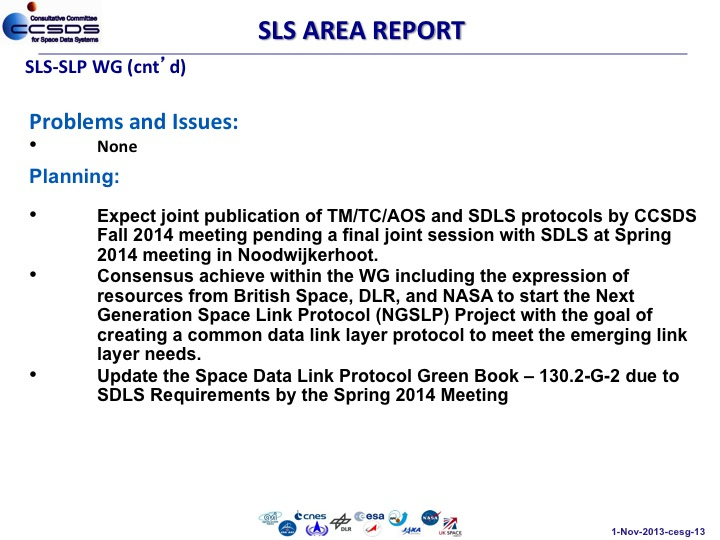 Consultative Committee
CCSDS
for Space Data Systems
SLS AREA REPORT
SLS-SLP WG (cnt’d)
Problems and Issues:
• None
Planning:
• Expect joint publication of TM/TC/AOS and SDLS protocols by CCSDS
Fall 2014 meeting pending a final joint session with SDLS at Spring
2014 meeting in Noodwijkerhoot.
• Consensus achieve within the WG including the expression of
resources from British Space, DLR, and NASA to start the Next
Generation Space Link Protocol (NGSLP) Project with the goal of
creating a common data link layer protocol to meet the emerging link
layer needs.
• Update the Space Data Link Protocol Green Book – 130.2-G-2 due to
SDLS Requirements by the Spring 2014 Meeting
cnes
DLR
esa
JAXA
NASA
UK SPACE
1-Nov-2013-cesg-13